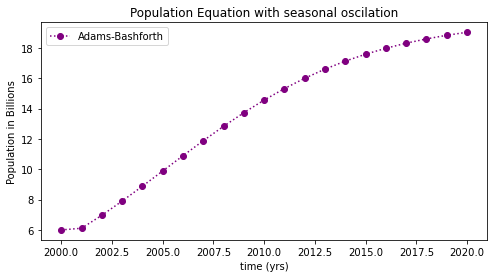 Population Equation with seasonal oscilation
Adams-Bashforth
Population in Billions
18
16
14
12
10
8
6
2000.0 2002.5 2005.0 2007.5 2010.0 2012.5 2015.0 2017.5 2020.0
time (yrs)